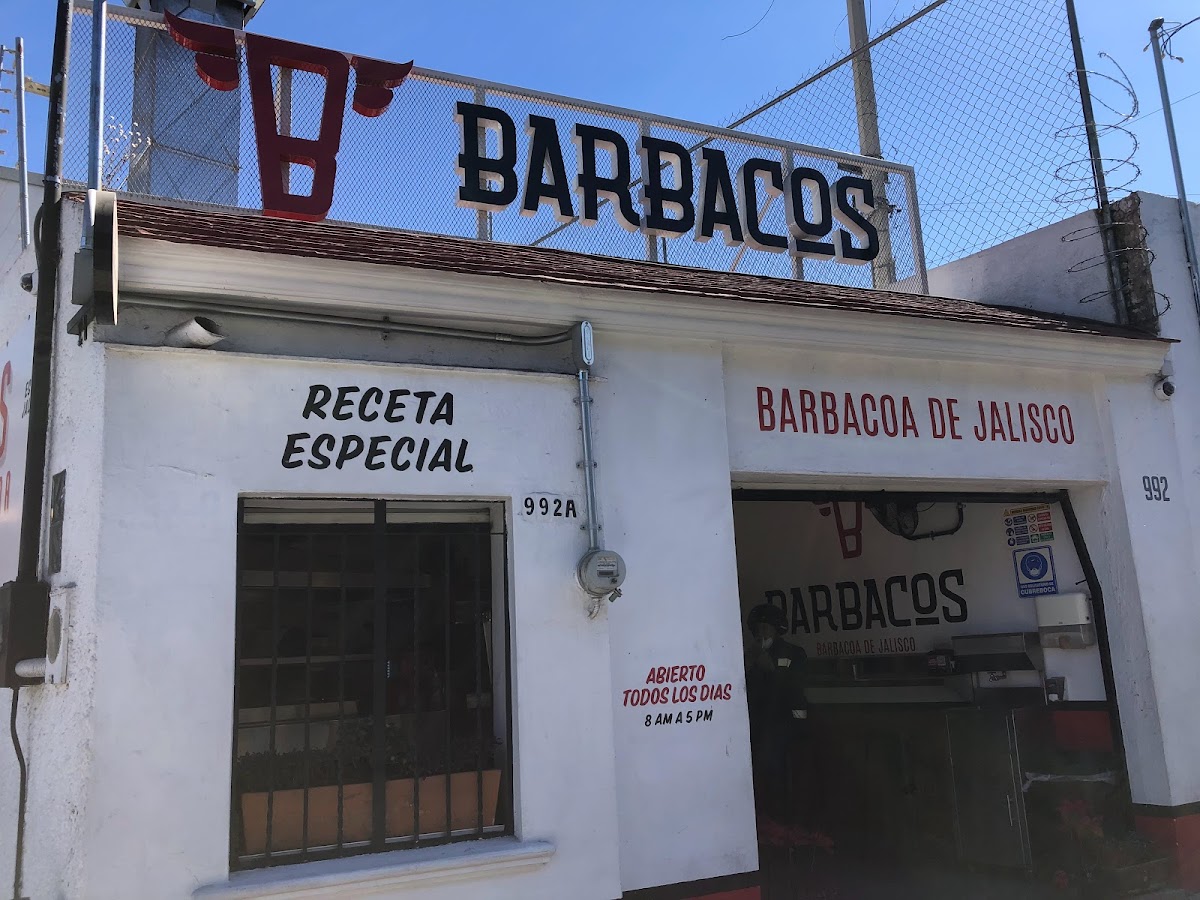 BARBACOS
RECETA
ESPECIAL
992A
BARBACOA DE JALISCO
992
ABIERTO
TODOS LOS DIAS
8 AM A 5 PM
BARBACOS
BARBACOA DE JALISCO
CUBREBOCA